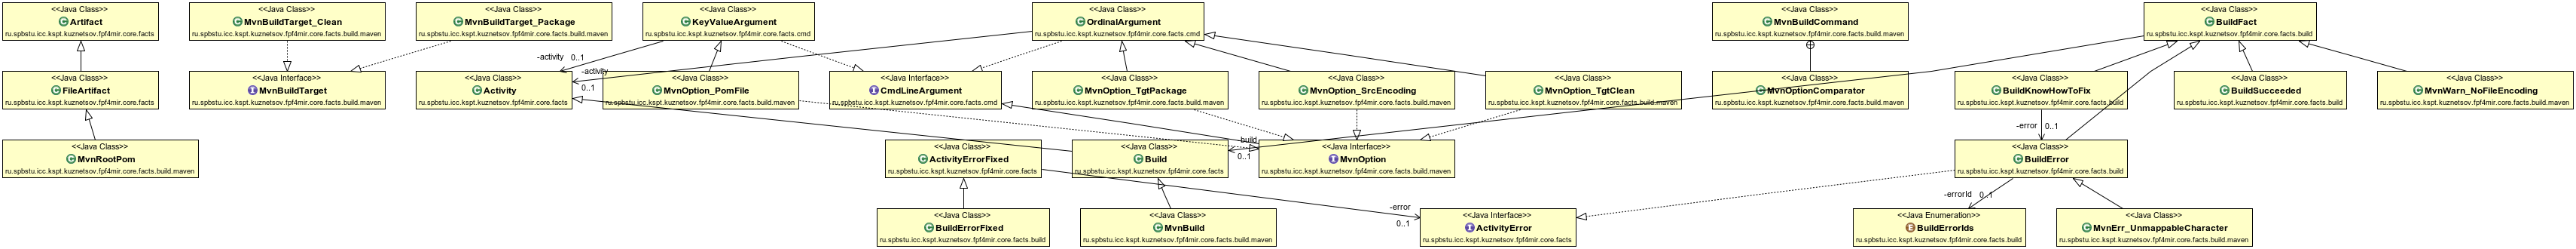 <<Java Class>>
Artifact
ru.spbstu.icc.kspt.kuznetsov.fpf4mir.core.facts
<<Java Class>>
MvnBuildTarget_Clean
ru.spbstu.icc.kspt.kuznetsov.fpf4mir.core.facts.build.maven
<<Java Class>>
MvnBuildTarget_Package
ru.spbstu.icc.kspt.kuznetsov.fpf4mir.core.facts.build.maven
<<Java Class>>
KeyValueArgument
ru.spbstu.icc.kspt.kuznetsov.fpf4mir.core.facts.cmd
<<Java Class>>
OrdinalArgument
ru.spbstu.icc.kspt.kuznetsov.fpf4mir.core.facts.cmd
<<Java Class>>
MvnBuildCommand
ru.spbstu.icc.kspt.kuznetsov.fpf4mir.core.facts.build.maven
<<Java Class>>
BuildFact
ru.spbstu.icc.kspt.kuznetsov.fpf4mir.core.facts.build
-activity 0..1
<<Java Class>>
FileArtifact
ru.spbstu.icc.kspt.kuznetsov.fpf4mir.core.facts
<<Java Interface>>
MvnBuildTarget
ru.spbstu.icc.kspt.kuznetsov.fpf4mir.core.facts.build.maven
<<Java Class>>
Activity
ru.spbstu.icc.kspt.kuznetsov.fpf4mir.core.facts
-activity
0..1
<<Java Class>>
MvnOption_PomFile
ru.spbstu.icc.kspt.kuznetsov.fpf4mir.core.facts.build.maven
<<Java Interface>>
CmdLineArgument
ru.spbstu.icc.kspt.kuznetsov.fpf4mir.core.facts.cmd
<<Java Class>>
MvnOption_TgtPackage
ru.spbstu.icc.kspt.kuznetsov.fpf4mir.core.facts.build.maven
<<Java Class>>
MvnOption_SrcEncoding
ru.spbstu.icc.kspt.kuznetsov.fpf4mir.core.facts.build.maven
<<Java Class>>
MvnOption_TgtClean
ru.spbstu.icc.kspt.kuznetsov.fpf4mir.core.facts.build.maven
<<Java Class>>
MvnOptionComparator
ru.spbstu.icc.kspt.kuznetsov.fpf4mir.core.facts.build.maven
<<Java Class>>
BuildKnowHowToFix
ru.spbstu.icc.kspt.kuznetsov.fpf4mir.core.facts.build
<<Java Class>>
BuildSucceeded
ru.spbstu.icc.kspt.kuznetsov.fpf4mir.core.facts.build
<<Java Class>>
MvnWarn_NoFileEncoding
ru.spbstu.icc.kspt.kuznetsov.fpf4mir.core.facts.build.maven
-error 0..1
<<Java Class>>
MvnRootPom
ru.spbstu.icc.kspt.kuznetsov.fpf4mir.core.facts.build.maven
<<Java Class>>
ActivityErrorFixed
ru.spbstu.icc.kspt.kuznetsov.fpf4mir.core.facts
<<Java Class>>
Build
ru.spbstu.icc.kspt.kuznetsov.fpf4mir.core.facts
-build
0..1
<<Java Interface>>
MvnOption
ru.spbstu.icc.kspt.kuznetsov.fpf4mir.core.facts.build.maven
<<Java Class>>
BuildError
ru.spbstu.icc.kspt.kuznetsov.fpf4mir.core.facts.build
-errorId 0..1
<<Java Class>>
BuildErrorFixed
ru.spbstu.icc.kspt.kuznetsov.fpf4mir.core.facts.build
<<Java Class>>
MvnBuild
ru.spbstu.icc.kspt.kuznetsov.fpf4mir.core.facts.build.maven
-error
0..1
<<Java Interface>>
ActivityError
ru.spbstu.icc.kspt.kuznetsov.fpf4mir.core.facts
<<Java Enumeration>>
BuildErrorIds
ru.spbstu.icc.kspt.kuznetsov.fpf4mir.core.facts.build
<<Java Class>>
MvnErr_UnmappableCharacter
ru.spbstu.icc.kspt.kuznetsov.fpf4mir.core.facts.build.maven